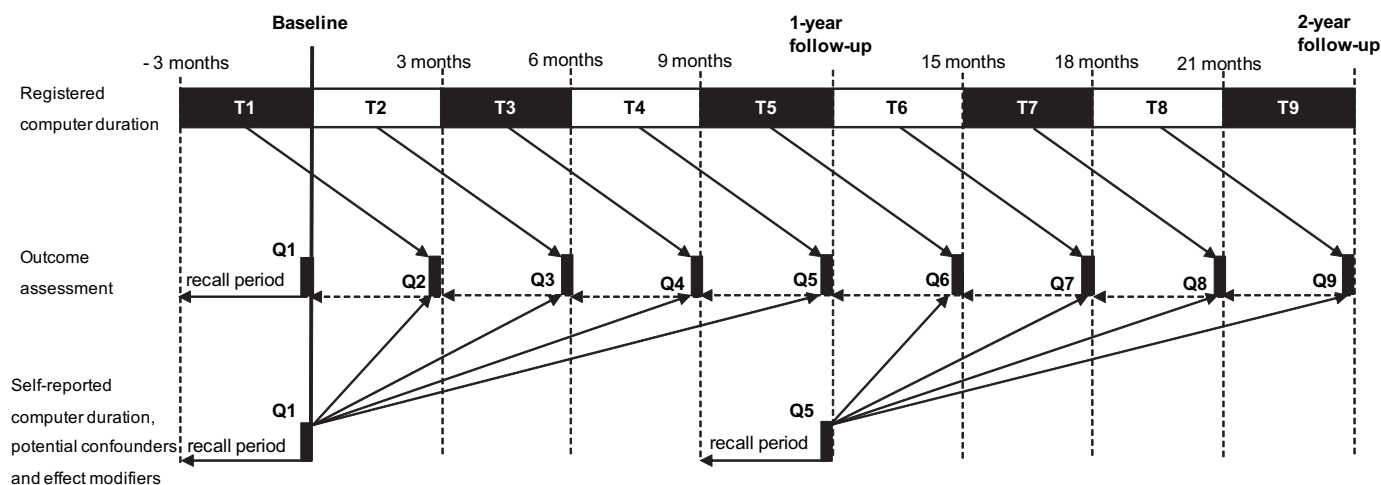 Baseline
1-year
follow-up
2-year
follow-up
- 3 months
3 months
6 months
9 months
15 months
18 months
21 months
Registered
computer duration
T1
T2
T3
T4
T5
T6
T7
T8
T9
Outcome
assessment
recall period
Q1
Q2
Q3
Q4
Q5
Q6
Q7
Q8
Q9
Self-reported
computer duration,
potential confounders
and effect modifiers
Q1
recall period
Q5
recall period